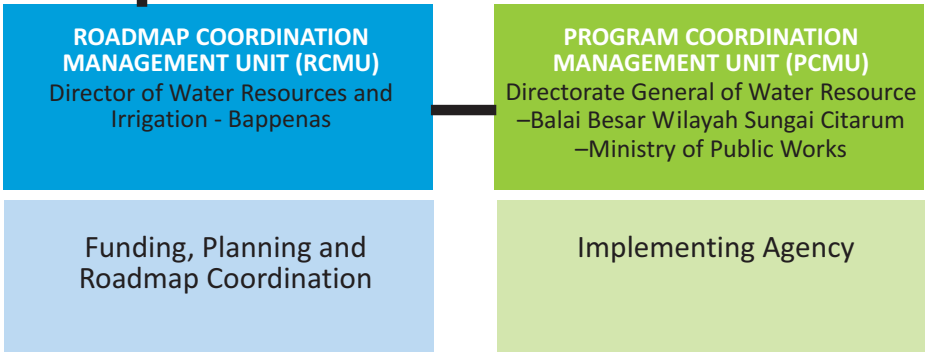 ROADMAP COORDINATION
MANAGEMENT UNIT (RCMU)
Director of Water Resources and
Irrigation - Bappenas
PROGRAM COORDINATION
MANAGEMENT UNIT (PCMU)
Directorate General of Water Resource
–Balai Besar Wilayah Sungai Citarum
–Ministry of Public Works
Funding, Planning and
Roadmap Coordination
Implementing Agency